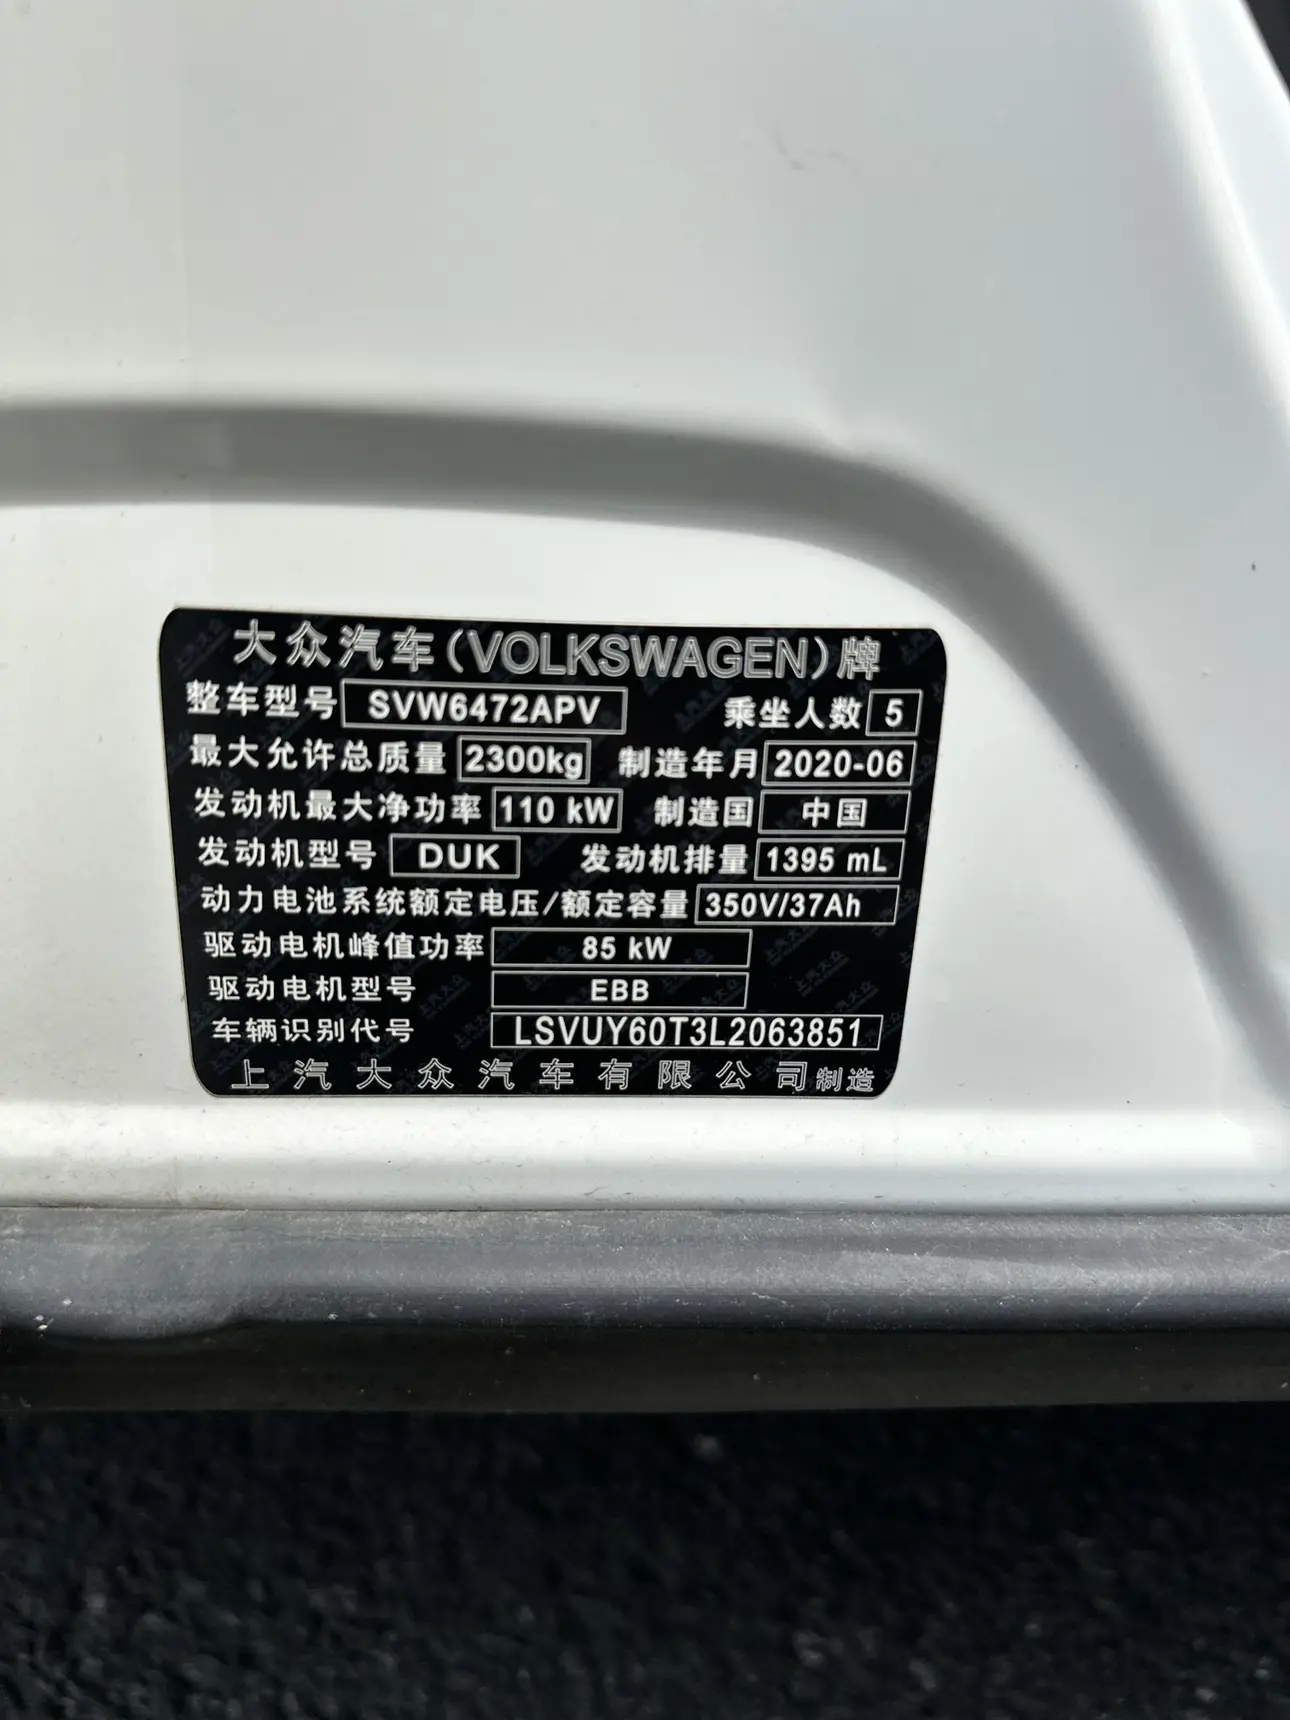 大众汽车(VOLKSWAGEN)牌
整车型号 SVW6472APV 乘坐人数 5
最大允许总质量 2300kg 制造年月 2020-06
发动机最大净功率 110 kW 制造国 中国
发动机型号 DUK 发动机排量 1395 mL
动力电池系统额定电压/额定容量 350V/37Ah
驱动电机峰值功率 85 kW
驱动电机型号 EBB
车辆识别代号 LSVUY60T3L2063851
上汽大众汽车有限公司制造